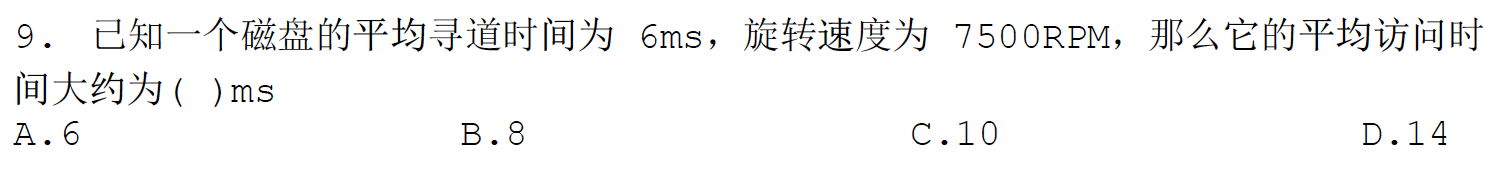 9. 已知一个磁盘的平均寻道时间为 6ms，旋转速度为 7500RPM，那么它的平均访问时
间大约为( )ms
A.6 B.8 C.10 D.14